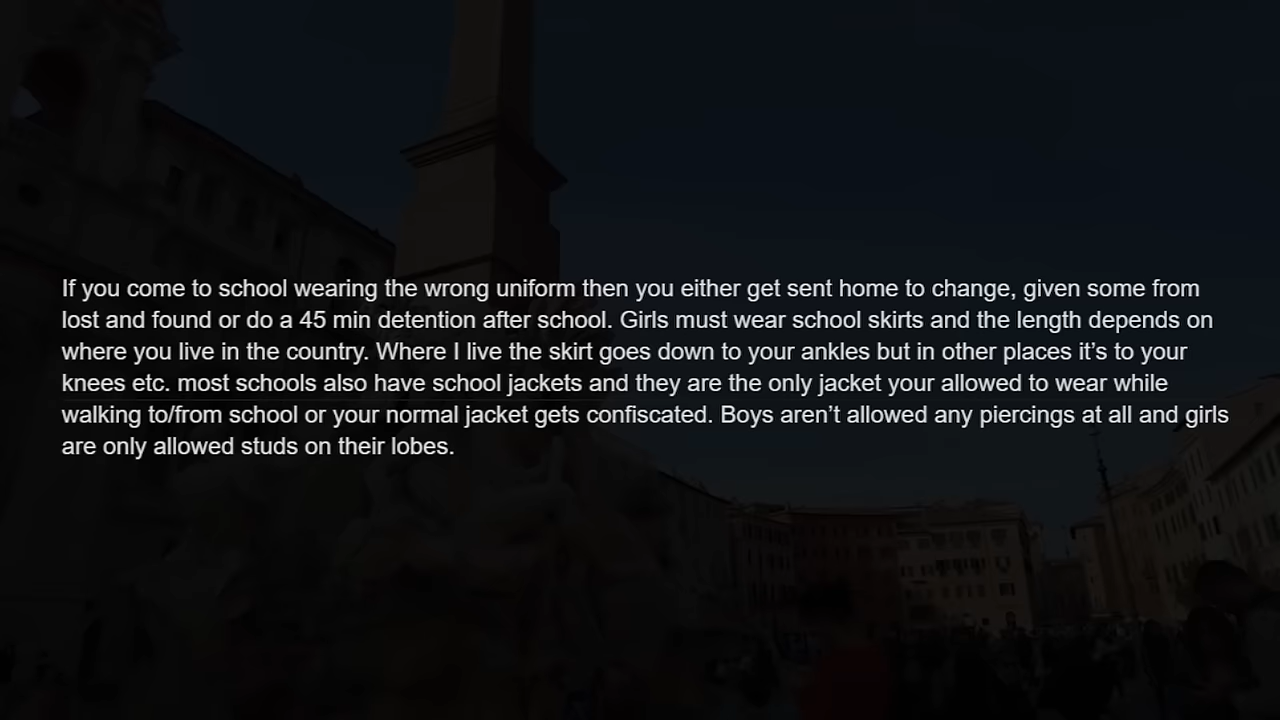 If you come to school wearing the wrong uniform then you either get sent home to change, given some from
lost and found or do a 45 min detention after school. Girls must wear school skirts and the length depends on
where you live in the country. Where I live the skirt goes down to your ankles but in other places it’s to your
knees etc. most schools also have school jackets and they are the only jacket your allowed to wear while
walking to/from school or your normal jacket gets confiscated. Boys aren’t allowed any piercings at all and girls
are only allowed studs on their lobes.